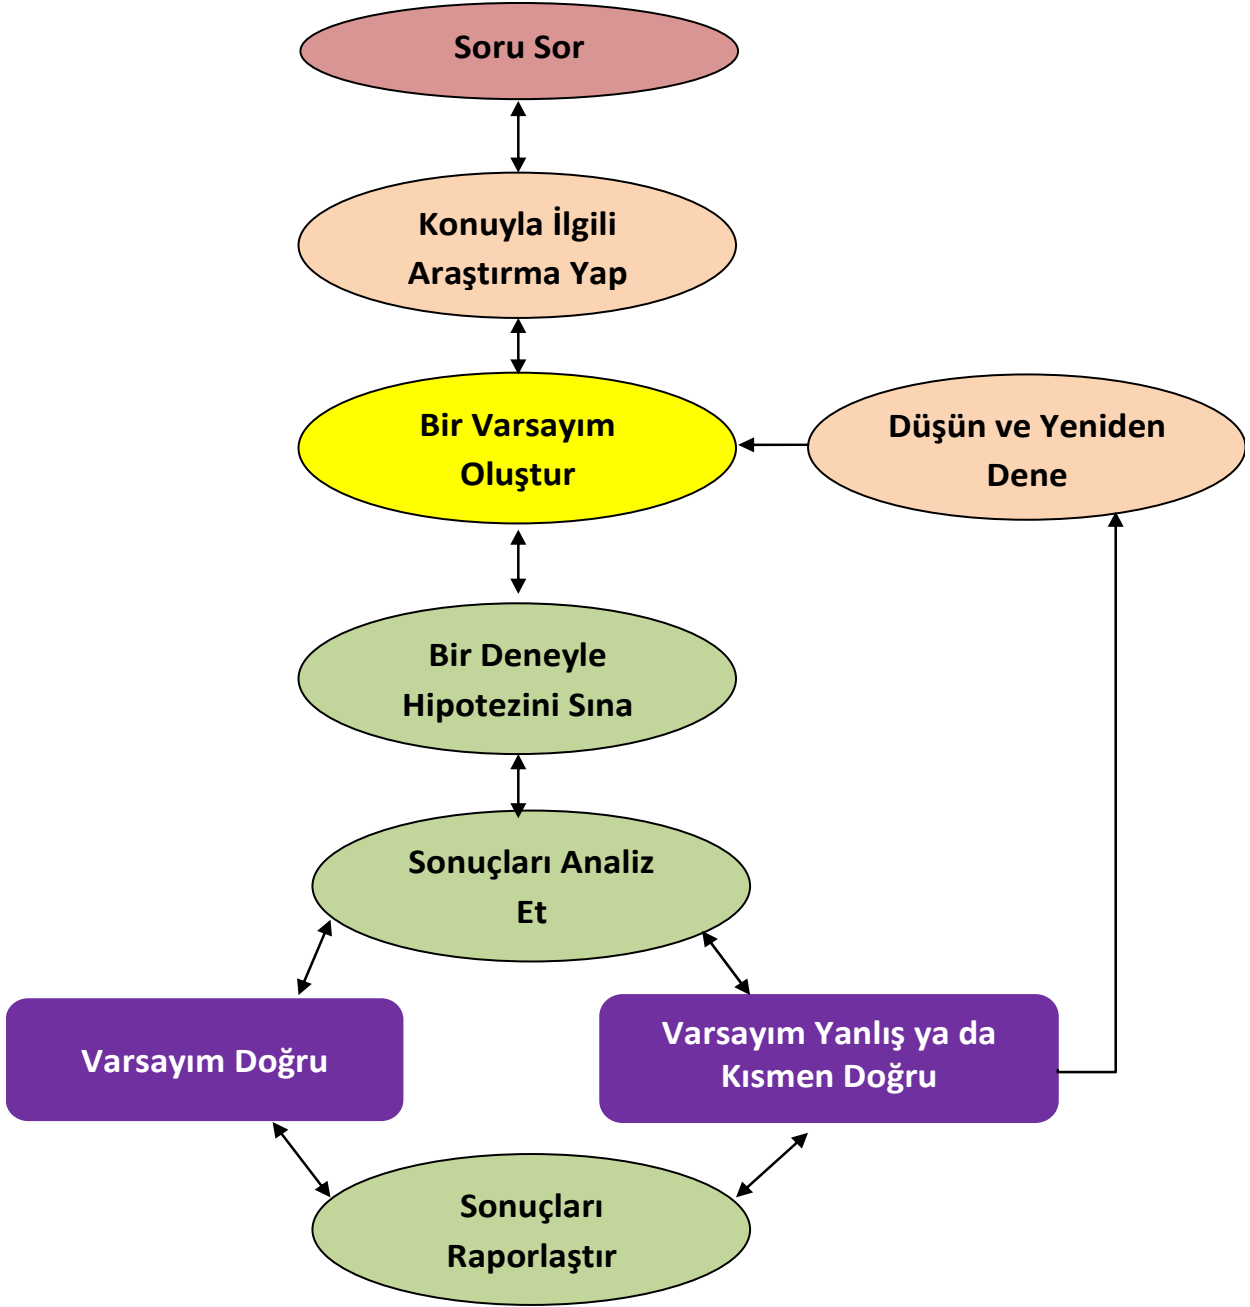 Soru Sor
Konuyla İlgili
Araştırma Yap
Bir Varsayım
Oluştur
Düşün ve Yeniden
Dene
Bir Deneyle
Hipotezini Sına
Sonuçları Analiz
Et
Varsayım Doğru
Varsayım Yanlış ya da
Kısmen Doğru
Sonuçları
Raporlaştır